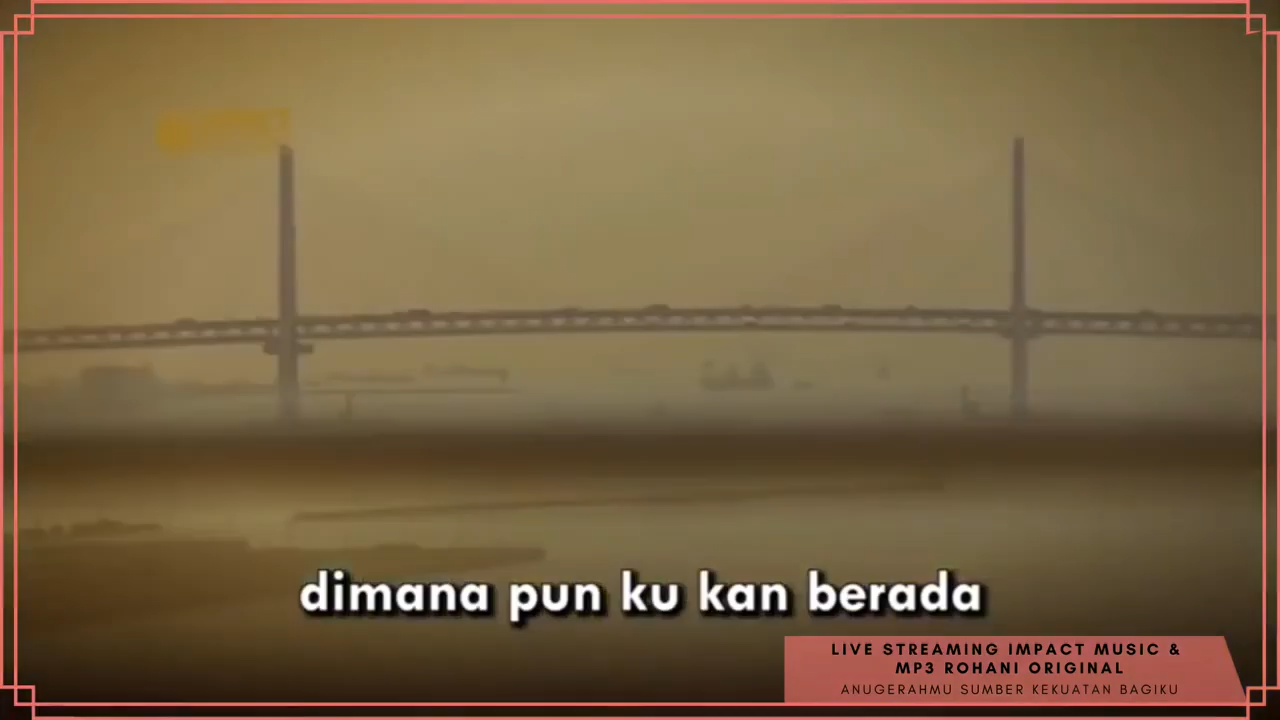 dimana pun ku kan berada
LIVE STREAMING IMPACT MUSIC &
MP3 ROHANI ORIGINAL
ANUGERAHMU SUMBER KEKUATAN BAGIKU